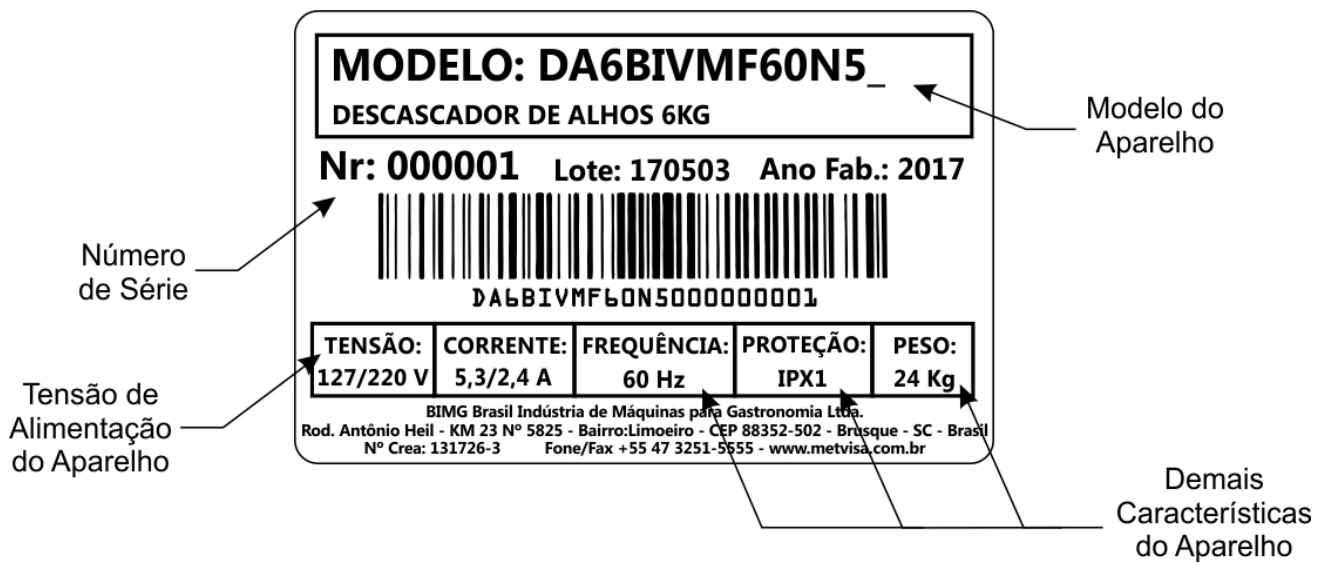 MODELO: DA6BIVMF60N5_
DESCASCADOR DE ALHOS 6KG
Modelo do
Aparelho
Nr: 000001 Lote: 170503 Ano Fab.: 2017
Número
de Série
DA6BIVMF60N5000000001
TENSÃO: CORRENTE: FREQUÊNCIA: PROTEÇÃO: PESO:
127/220 V 5,3/2,4 A 60 Hz IPX1 24 Kg
Tensão de
Alimentação
do Aparelho
BIMG Brasil Indústria de Máquinas para Gastronomia Ltda.
Rod. Antônio Heil - KM 23 Nº 5825 - Bairro:Limoeiro - CEP 88352-502 - Brusque - SC - Brasil
Nº Crea: 131726-3 Fone/Fax +55 47 3251-5555 - www.metvisa.com.br
Demais
Características
do Aparelho